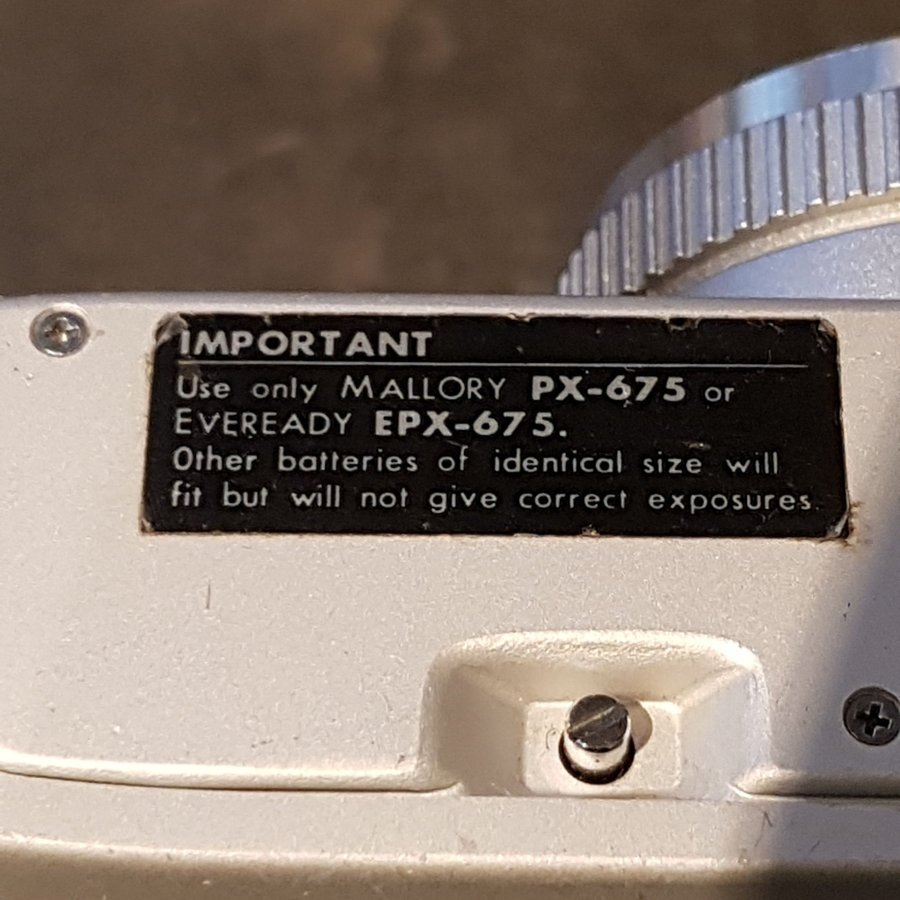 IMPORTANT
Use only MALLORY PX-675 or
EVEREADY EPX-675.
Other batteries of identical size will
fit but will not give correct exposures.